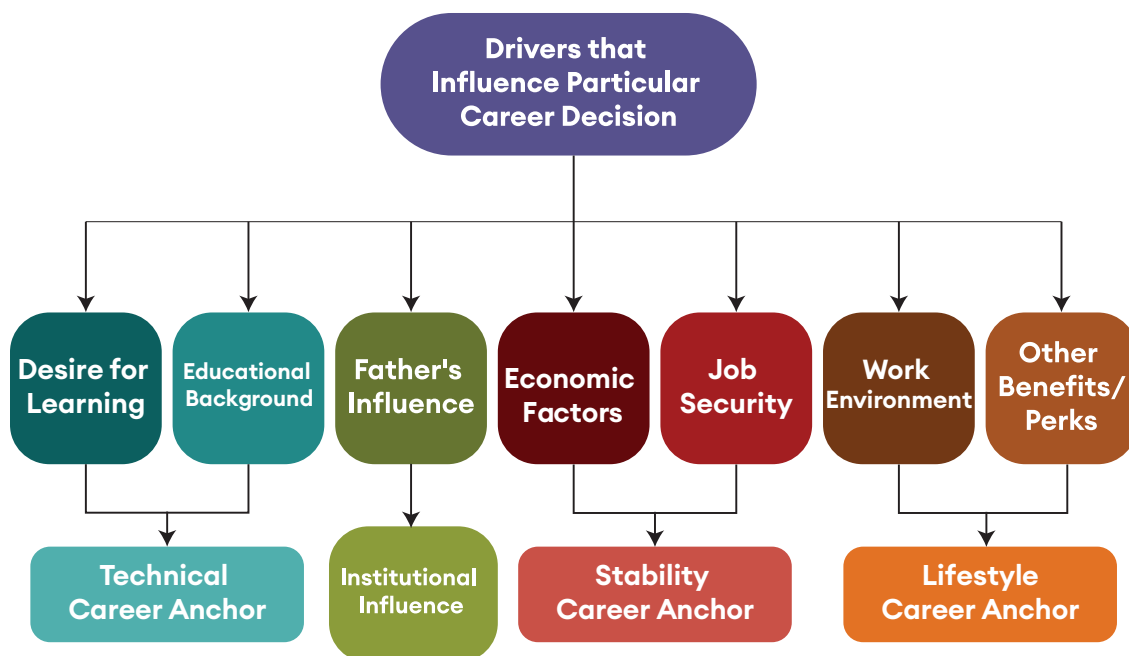 Drivers that
Influence Particular
Career Decision
Desire for
Learning
Educational
Background
Father's
Influence
Economic
Factors
Job
Security
Work
Environment
Other
Benefits/
Perks
Technical
Career Anchor
Institutional
Influence
Stability
Career Anchor
Lifestyle
Career Anchor